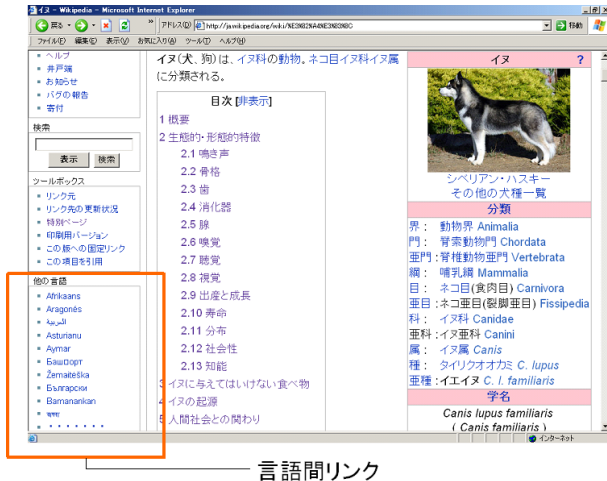 イヌ - Wikipedia - Microsoft Internet Explorer
戻る
アドレス(D)
移動
ファイル(F) 編集(E) 表示(V) お気に入り(A) ツール(T) ヘルプ(H)
ヘルプ
井戸端
お知らせ
バグの報告
寄付
検索
表示 検索
ツールボックス
リンク元
リンク先の更新状況
特別ページ
印刷用バージョン
この版への固定リンク
この項目を引用
他の言語
Afrikaans
Aragonés
العربية
Asturianu
Aymar
Башҡорт
Žemaitėška
Български
Bamanankan
বাংলা
・・・・・・・
イヌ(犬、狗)は、イヌ科の動物。ネコ目イヌ科イヌ属
に分類される。
目次 [非表示]
1 概要
2 生態的・形態的特徴
2.1 鳴き声
2.2 骨格
2.3 歯
2.4 消化器
2.5 腺
2.6 嗅覚
2.7 聴覚
2.8 視覚
2.9 出産と成長
2.10 寿命
2.11 分布
2.12 社会性
2.13 知能
3 イヌに与えてはいけない食べ物
4 イヌの起源
5 人間社会との関わり
イヌ ?
シベリアン・ハスキー
その他の犬種一覧
分類
界： 動物界 Animalia
門： 脊索動物門 Chordata
亜門：脊椎動物亜門 Vertebrata
綱： 哺乳綱 Mammalia
目： ネコ目(食肉目) Carnivora
亜目：ネコ亜目(裂脚亜目) Fissipedia
科： イヌ科 Canidae
亜科：イヌ亜科 Canini
属： イヌ属 Canis
種： タイリクオオカミ C. lupus
亜種：イエイヌ C. l. familiaris
学名
Canis lupus familiaris
( Canis familiaris )
インターネット
言語間リンク